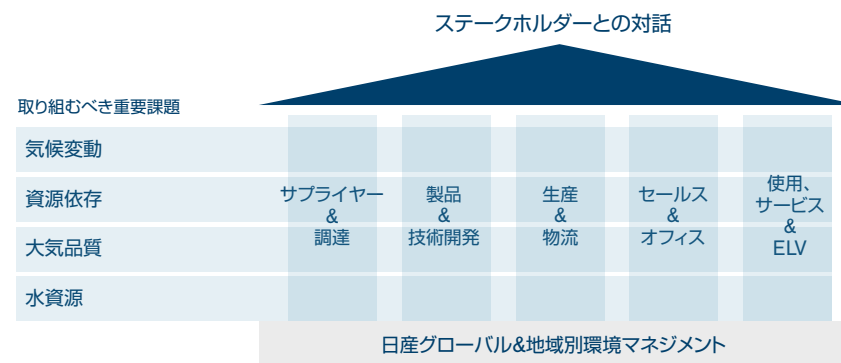 ステークホルダーとの対話
取り組むべき重要課題
気候変動
資源依存
大気品質
水資源
サプライヤー
&
調達
製品
&
技術開発
生産
&
物流
セールス
&
オフィス
使用、
サービス
&
ELV
日産グローバル&地域別環境マネジメント